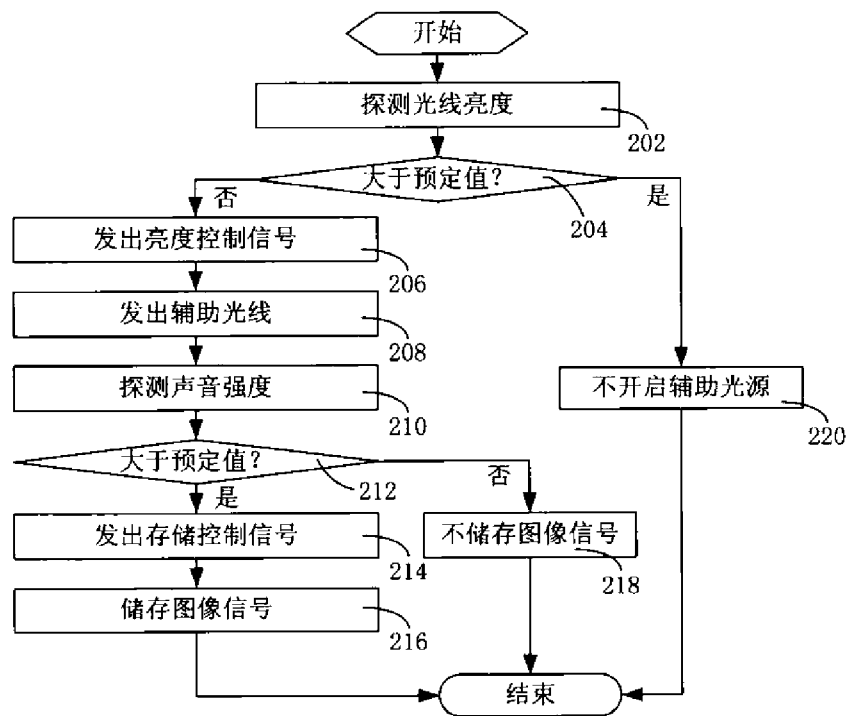 开始
探测光线亮度
202
大于预定值？
204
否
是
发出亮度控制信号
206
发出辅助光线
208
探测声音强度
210
不开启辅助光源
220
大于预定值？
212
否
是
发出存储控制信号
214
不储存图像信号
218
储存图像信号
216
结束